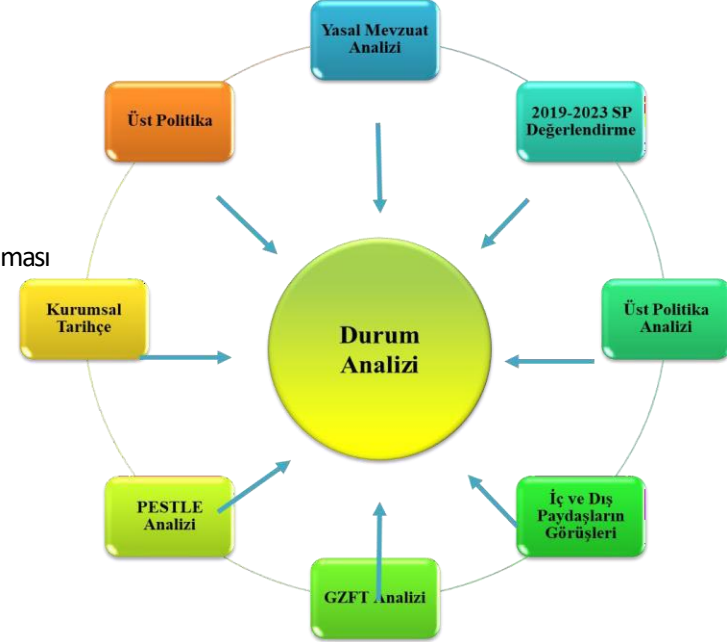 Yasal Mevzuat
Analizi
Üst Politika
2019-2023 SP
Değerlendirme
ması
Kurumsal
Tarihçe
Üst Politika
Analizi
Durum
Analizi
PESTLE
Analizi
İç ve Dış
Paydaşların
Görüşleri
GZFT Analizi